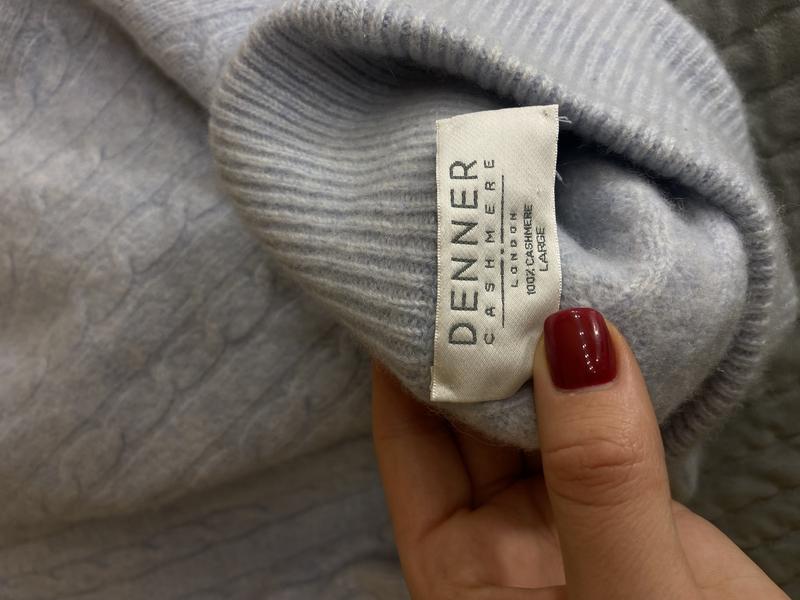 DENNER
CASHMERE
LONDON
100% CASHMERE
LARGE